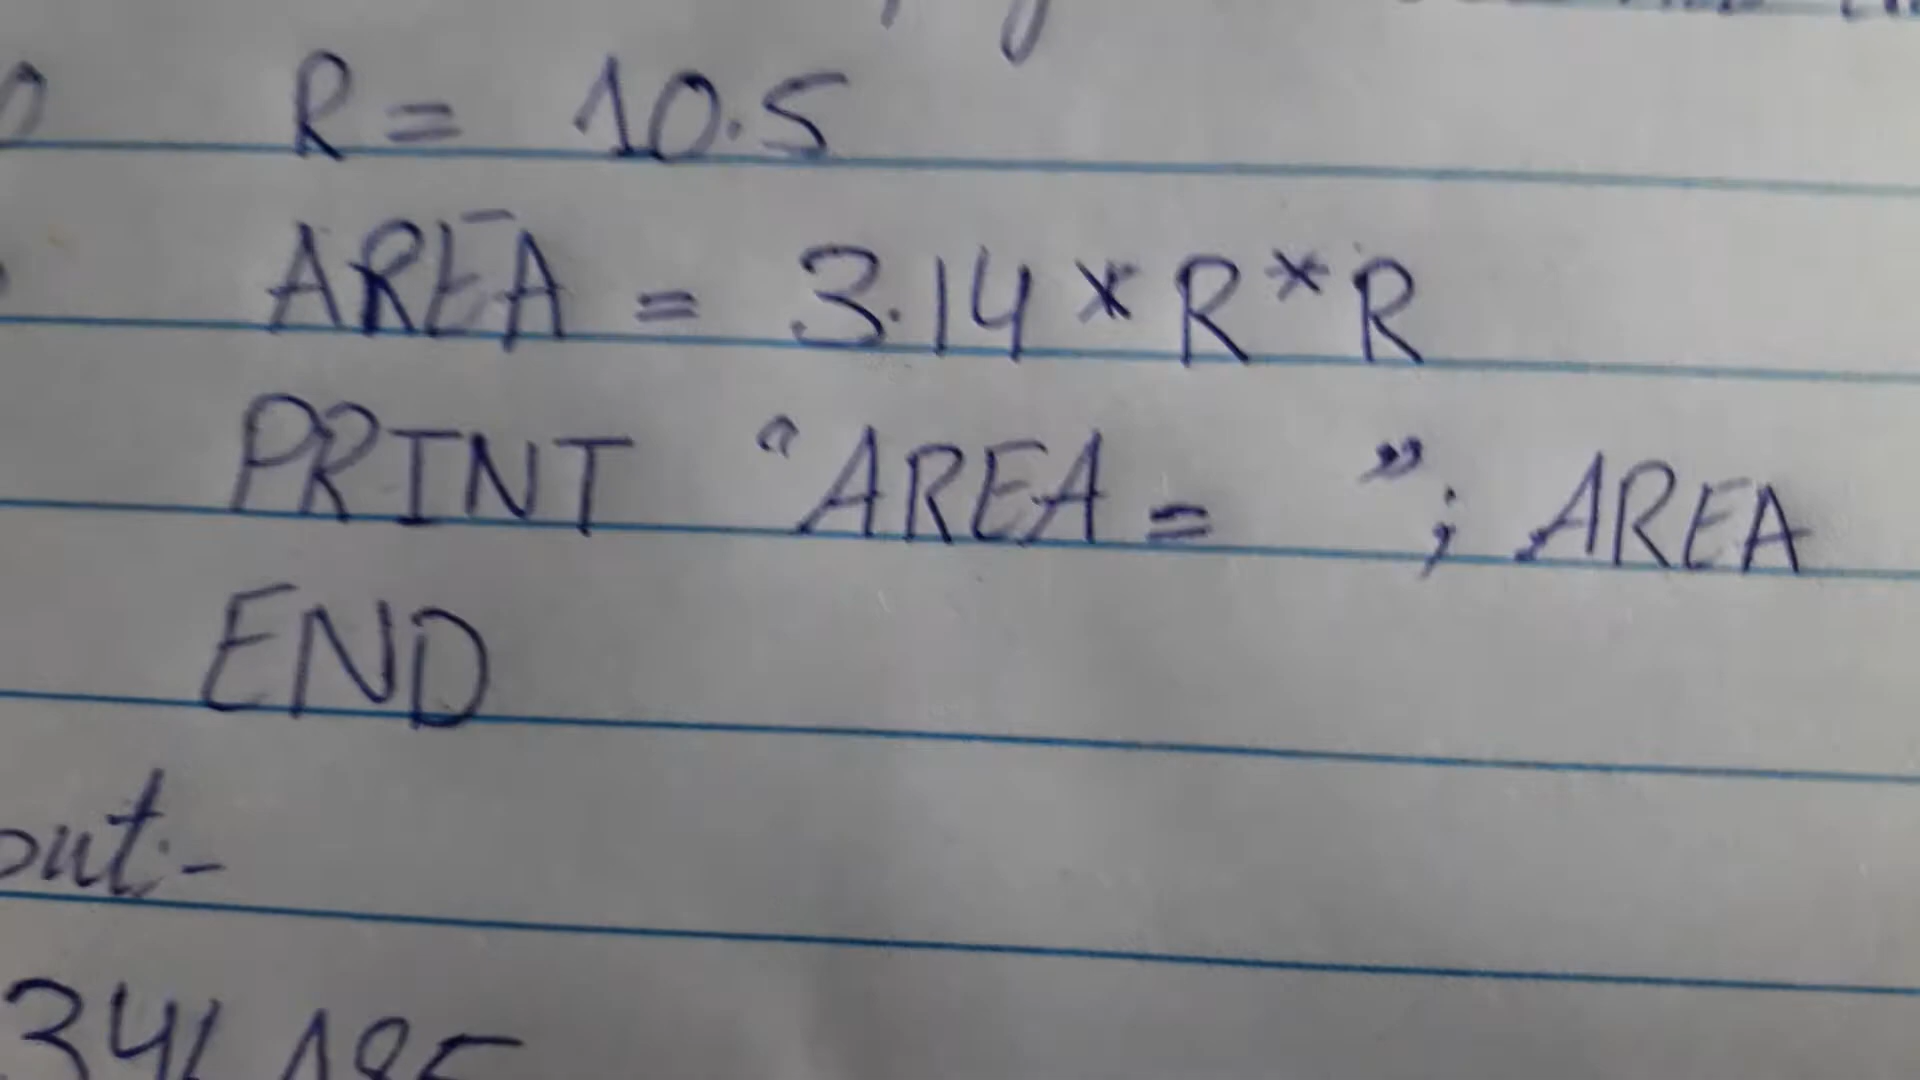 R = 10.5
AREA = 3.14 * R * R
PRINT "AREA = "; AREA
END
out:-